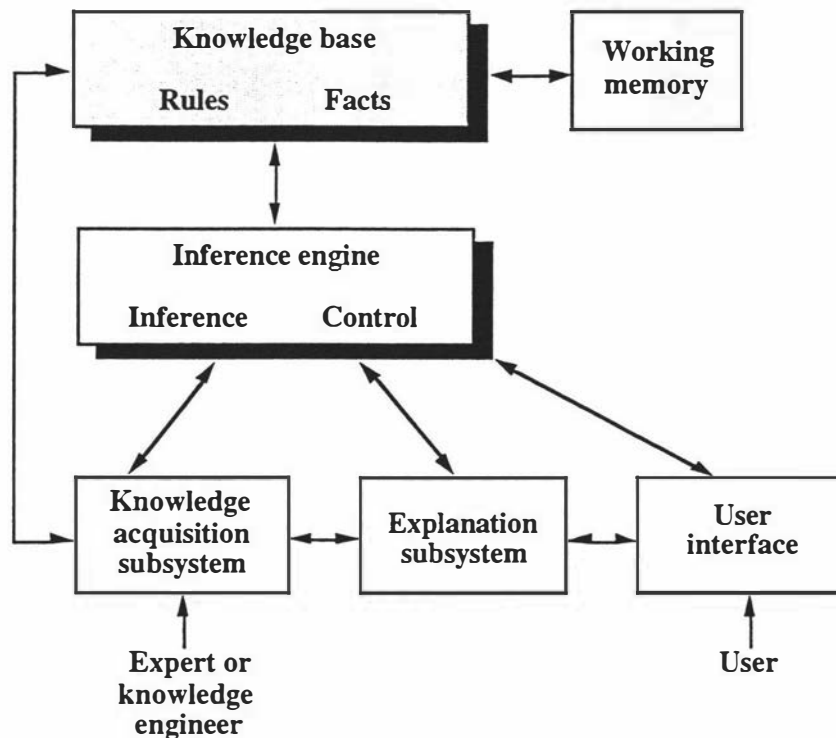 Knowledge base
Rules Facts
Working
memory
Inference engine
Inference Control
Knowledge
acquisition
subsystem
Explanation
subsystem
User
interface
Expert or
knowledge
engineer
User